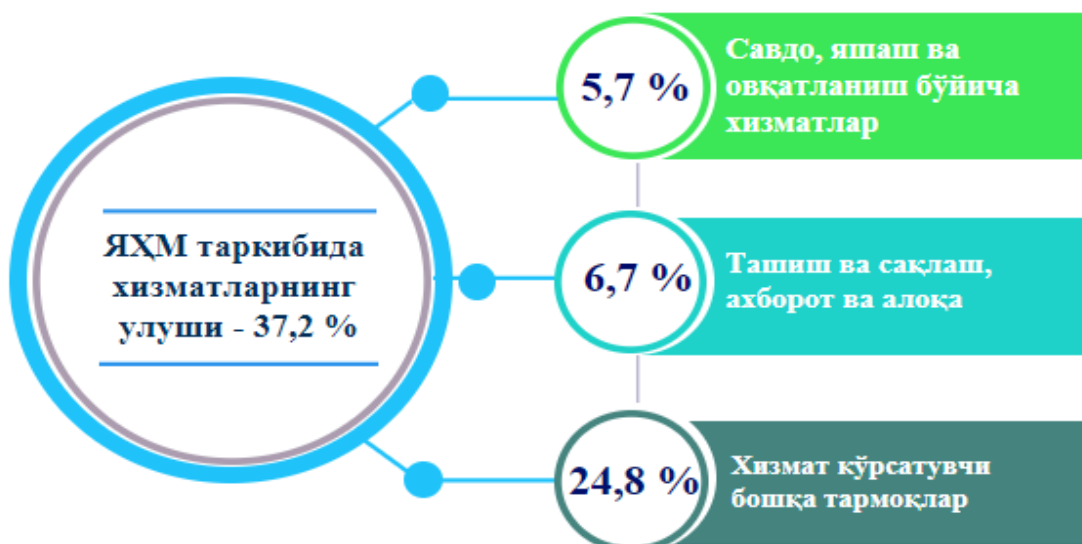 ЯҲМ таркибида
хизматларнинг
улуши - 37,2 %
5,7 %
Савдо, яшаш ва
овқатланиш бўйича
хизматлар
6,7 %
Ташиш ва сақлаш,
ахборот ва алоқа
24,8 %
Хизмат кўрсатувчи
бошқа тармоқлар